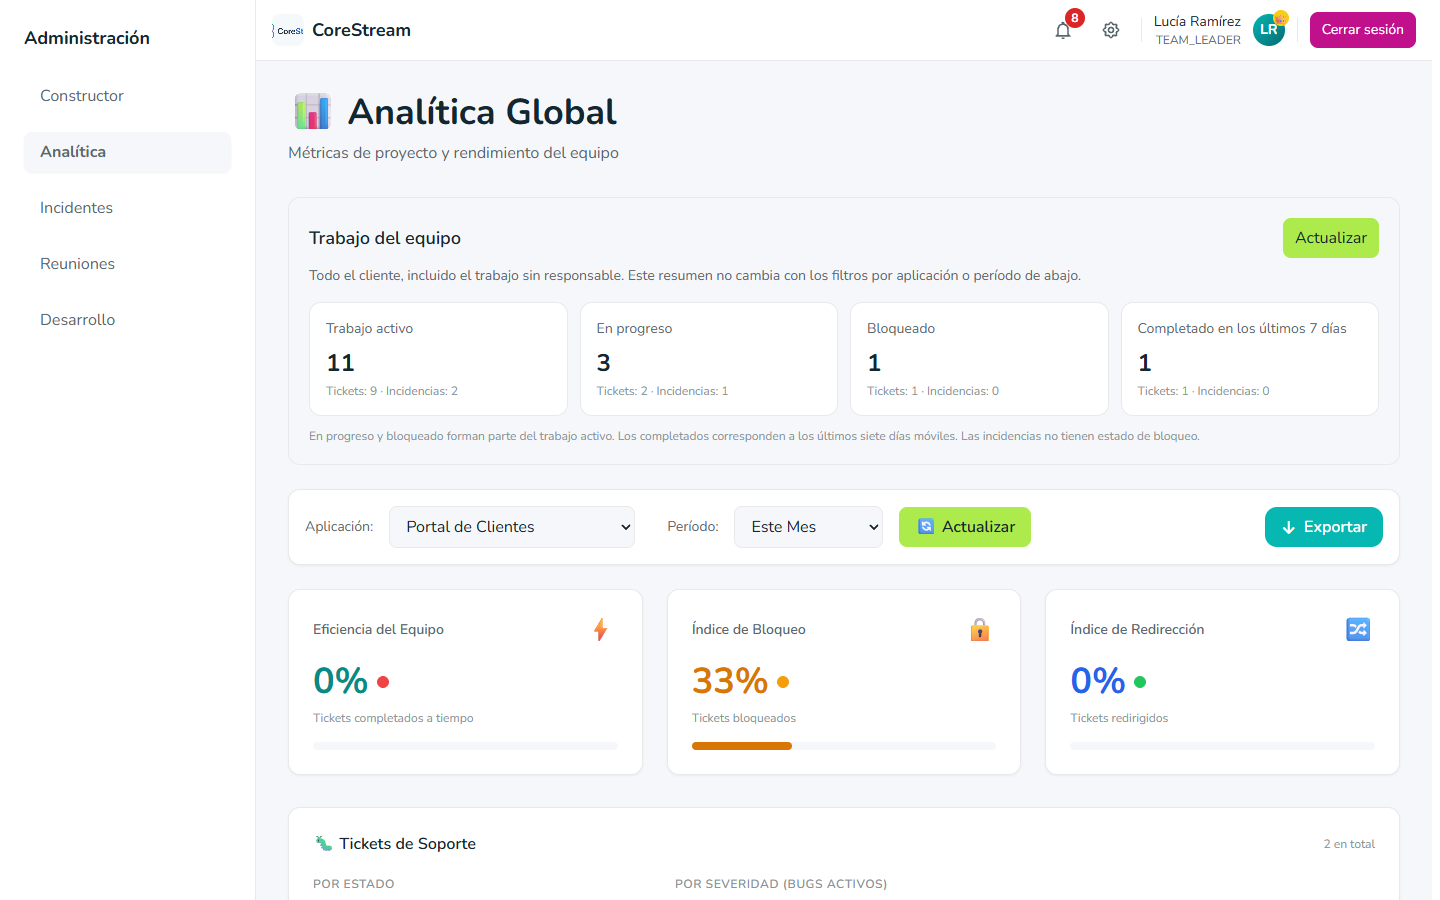 Administración
Constructor
Analítica
Incidentes
Reuniones
Desarrollo
CoreSt
CoreStream
8
Lucía Ramírez
TEAM_LEADER
LR
Cerrar sesión
Analítica Global
Métricas de proyecto y rendimiento del equipo
Trabajo del equipo
Actualizar
Todo el cliente, incluido el trabajo sin responsable. Este resumen no cambia con los filtros por aplicación o período de abajo.
Trabajo activo
11
Tickets: 9 · Incidencias: 2
En progreso
3
Tickets: 2 · Incidencias: 1
Bloqueado
1
Tickets: 1 · Incidencias: 0
Completado en los últimos 7 días
1
Tickets: 1 · Incidencias: 0
En progreso y bloqueado forman parte del trabajo activo. Los completados corresponden a los últimos siete días móviles. Las incidencias no tienen estado de bloqueo.
Aplicación:
Portal de Clientes
Período:
Este Mes
Actualizar
Exportar
Eficiencia del Equipo
0%
Tickets completados a tiempo
Índice de Bloqueo
33%
Tickets bloqueados
Índice de Redirección
0%
Tickets redirigidos
Tickets de Soporte
2 en total
POR ESTADO
POR SEVERIDAD (BUGS ACTIVOS)